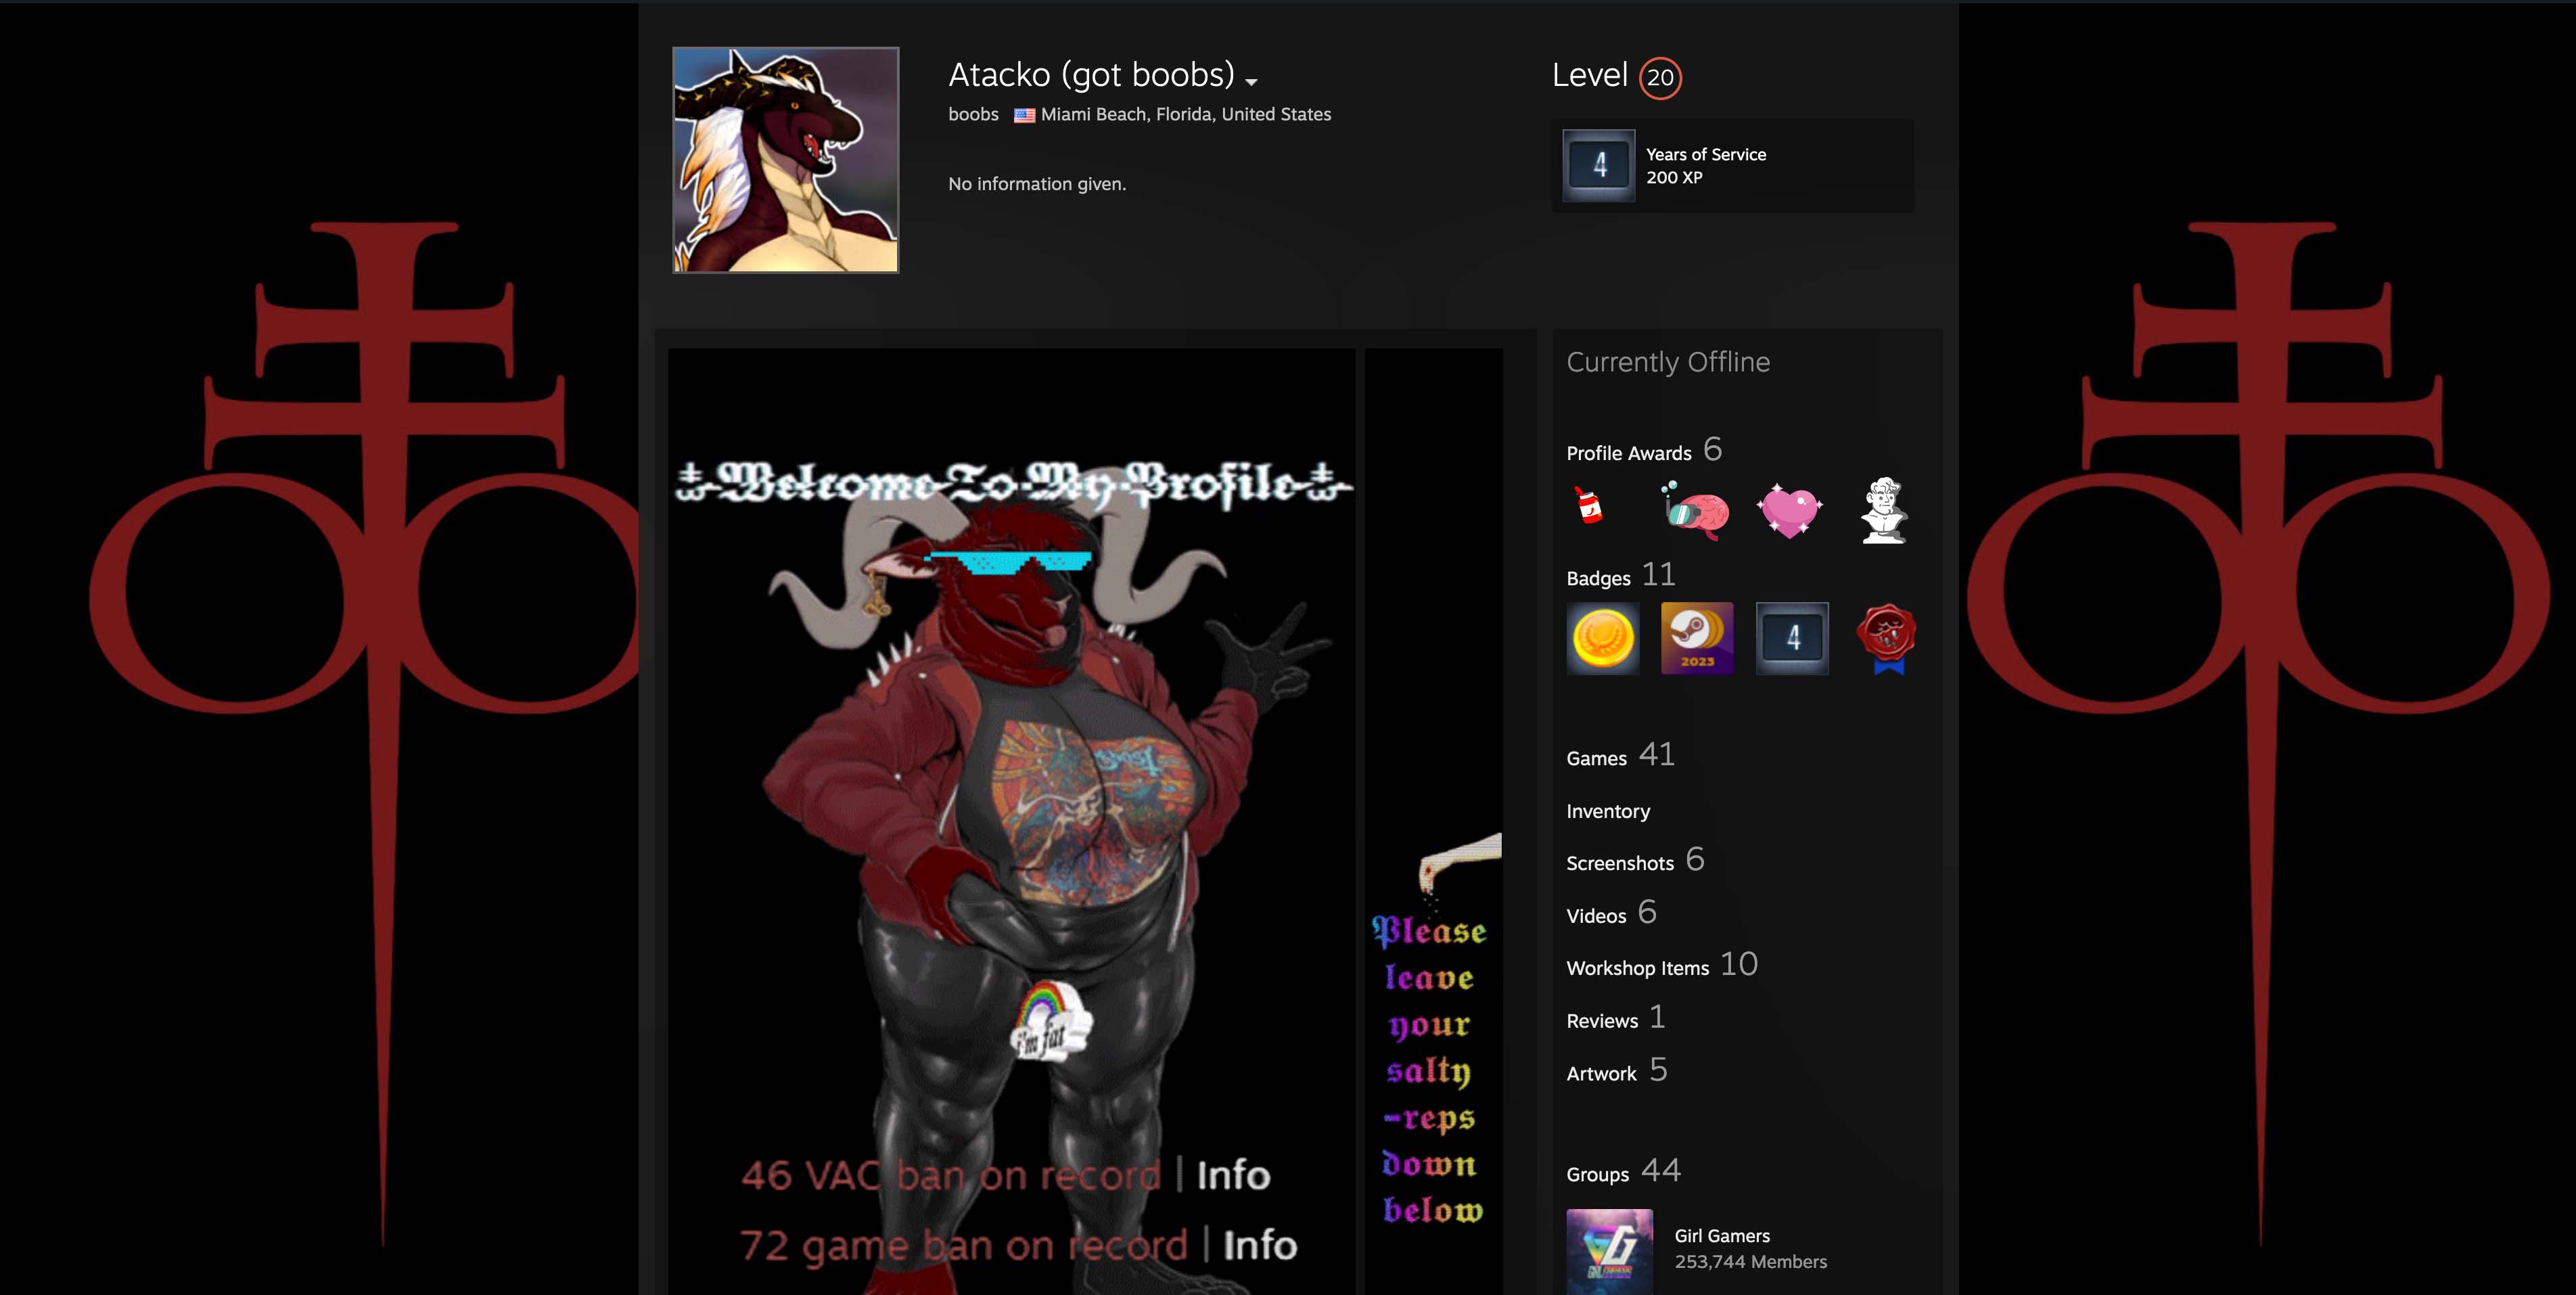 Atacko (got boobs)
boobs Miami Beach, Florida, United States
No information given.
Level 20
4
Years of Service
200 XP
Welcome To My Profile
i'm fat
46 VAC ban on record | Info
72 game ban on record | Info
Please
leave
your
salty
-reps
down
below
Currently Offline
Profile Awards 6
Badges 11
2023
4
Games 41
Inventory
Screenshots 6
Videos 6
Workshop Items 10
Reviews 1
Artwork 5
Groups 44
Girl Gamers
253,744 Members